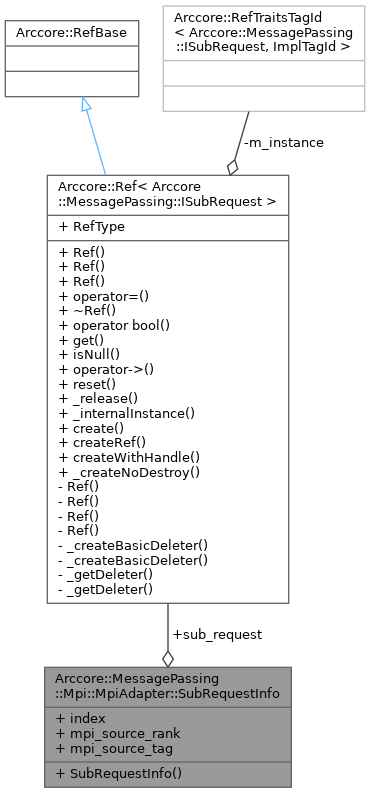 Arccore::RefBase
Arccore::RefTraitsTagId
< Arccore::MessagePassing
::ISubRequest, ImplTagId >
-m_instance
Arccore::Ref< Arccore
::MessagePassing::ISubRequest >
+ RefType
+ Ref()
+ Ref()
+ Ref()
+ operator=()
+ ~Ref()
+ operator bool()
+ get()
+ isNull()
+ operator->()
+ reset()
+ _release()
+ _internalInstance()
+ create()
+ createRef()
+ createWithHandle()
+ _createNoDestroy()
- Ref()
- Ref()
- Ref()
- Ref()
- _createBasicDeleter()
- _createBasicDeleter()
- _getDeleter()
- _getDeleter()
+sub_request
Arccore::MessagePassing
::Mpi::MpiAdapter::SubRequestInfo
+ index
+ mpi_source_rank
+ mpi_source_tag
+ SubRequestInfo()